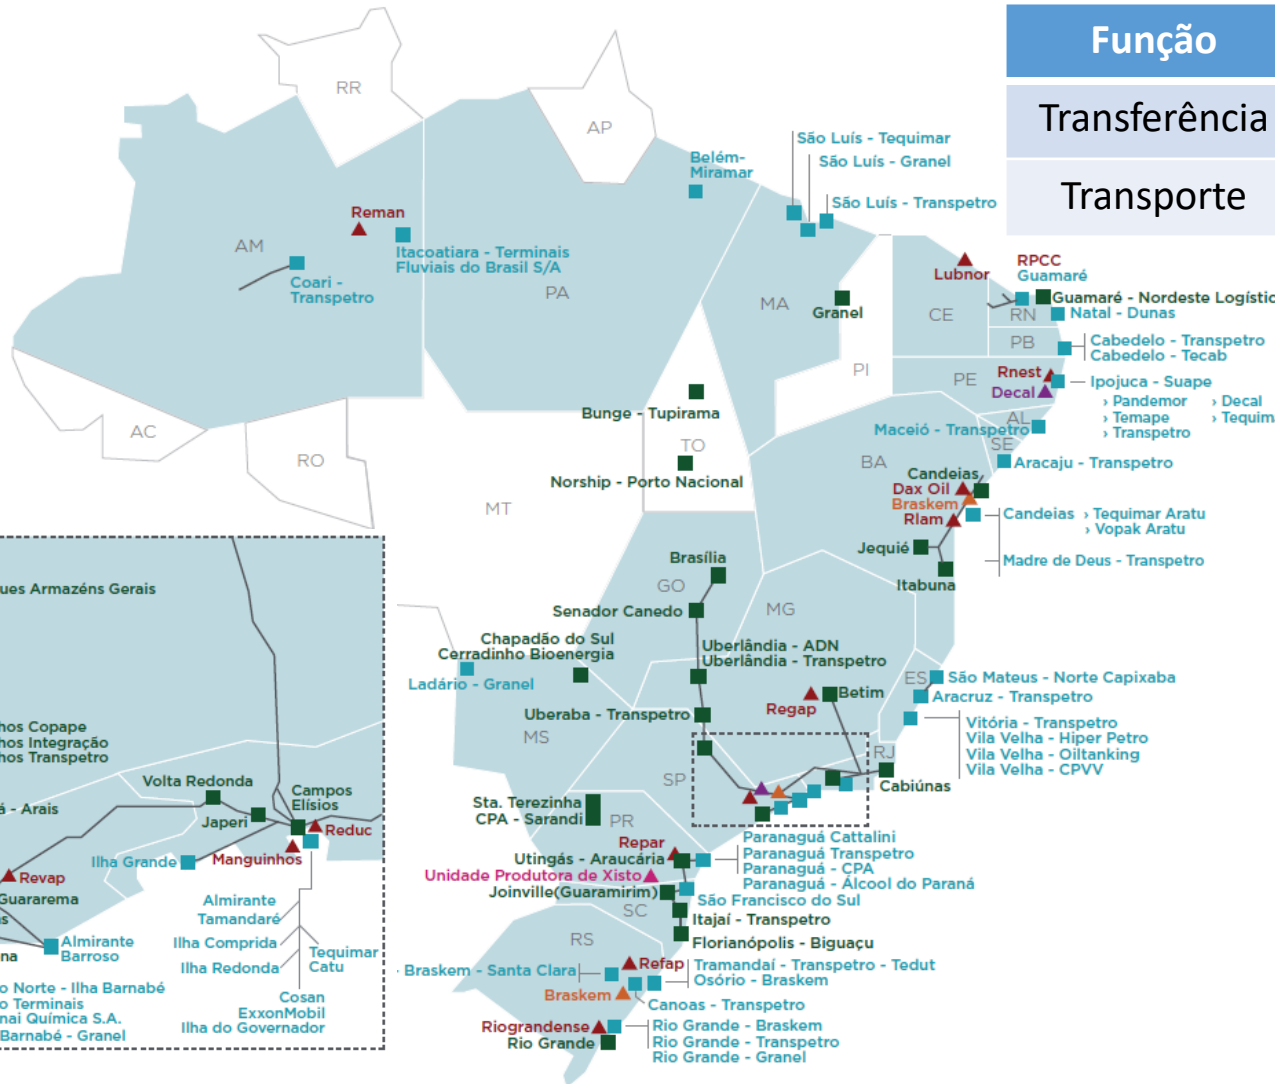 Função
Transferência
Transporte
RR
AP
Belém-
Miramar
São Luís - Tequimar
São Luís - Granel
São Luís - Transpetro
Reman
AM
Itacoatiara - Terminais
Fluviais do Brasil S/A
Coari -
Transpetro
PA
MA
Granel
CE
Lubnor
RPCC
Guamaré
Guamaré - Nordeste Logístic
RN
Natal - Dunas
PB
Cabedelo - Transpetro
Cabedelo - Tecab
PI
PE
Rnest
Decal
Ipojuca - Suape
› Pandemor › Decal
› Temape › Tequim
› Transpetro
AL
Maceió - Transpetro
SE
Aracaju - Transpetro
AC
RO
Bunge - Tupirama
TO
Norship - Porto Nacional
MT
BA
Candeias
Dax Oil
Braskem
Rlam
Candeias › Tequimar Aratu
› Vopak Aratu
Madre de Deus - Transpetro
Jequié
Itabuna
Brasília
GO
Senador Canedo
MG
Chapadão do Sul
Cerradinho Bioenergia
Ladário - Granel
Uberlândia - ADN
Uberlândia - Transpetro
Regap
Betim
Uberaba - Transpetro
MS
ES
São Mateus - Norte Capixaba
Aracruz - Transpetro
Vitória - Transpetro
Vila Velha - Hiper Petro
Vila Velha - Oiltanking
Vila Velha - CPVV
RJ
Cabiúnas
SP
Sta. Terezinha
CPA - Sarandi
PR
Repar
Utingás - Araucária
Unidade Produtora de Xisto
Joinville(Guaramirim)
Paranaguá Cattalini
Paranaguá Transpetro
Paranaguá - CPA
Paranaguá - Álcool do Paraná
São Francisco do Sul
SC
Itajaí - Transpetro
Florianópolis - Biguaçu
RS
- Braskem - Santa Clara
Refap
Tramandaí - Transpetro - Tedut
Osório - Braskem
Braskem
Canoas - Transpetro
Riograndense
Rio Grande
Rio Grande - Braskem
Rio Grande - Transpetro
Rio Grande - Granel
ues Armazéns Gerais
hos Copape
hos Integração
hos Transpetro
á - Arais
Volta Redonda
Japeri
Campos
Elísios
Reduc
Manguinhos
Ilha Grande
Revap
Guararema
s
na
Almirante
Barroso
Almirante
Tamandaré
Ilha Comprida
Ilha Redonda
Tequimar
Catu
Cosan
ExxonMobil
Ilha do Governador
o Norte - Ilha Barnabé
o Terminais
nai Química S.A.
Barnabé - Granel